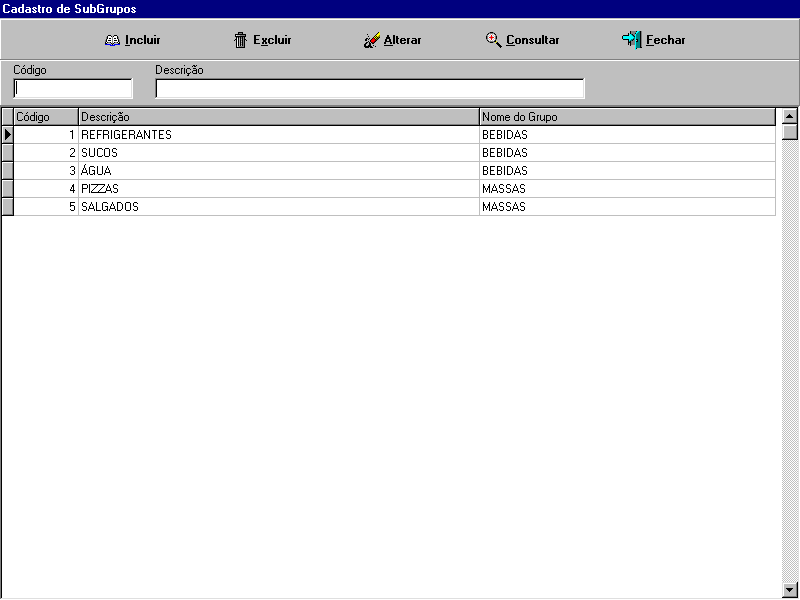 Cadastro de SubGrupos
Incluir Excluir Alterar Consultar Fechar
Código Descrição
Código Descrição Nome do Grupo
1 REFRIGERANTES BEBIDAS
2 SUCOS BEBIDAS
3 ÁGUA BEBIDAS
4 PIZZAS MASSAS
5 SALGADOS MASSAS